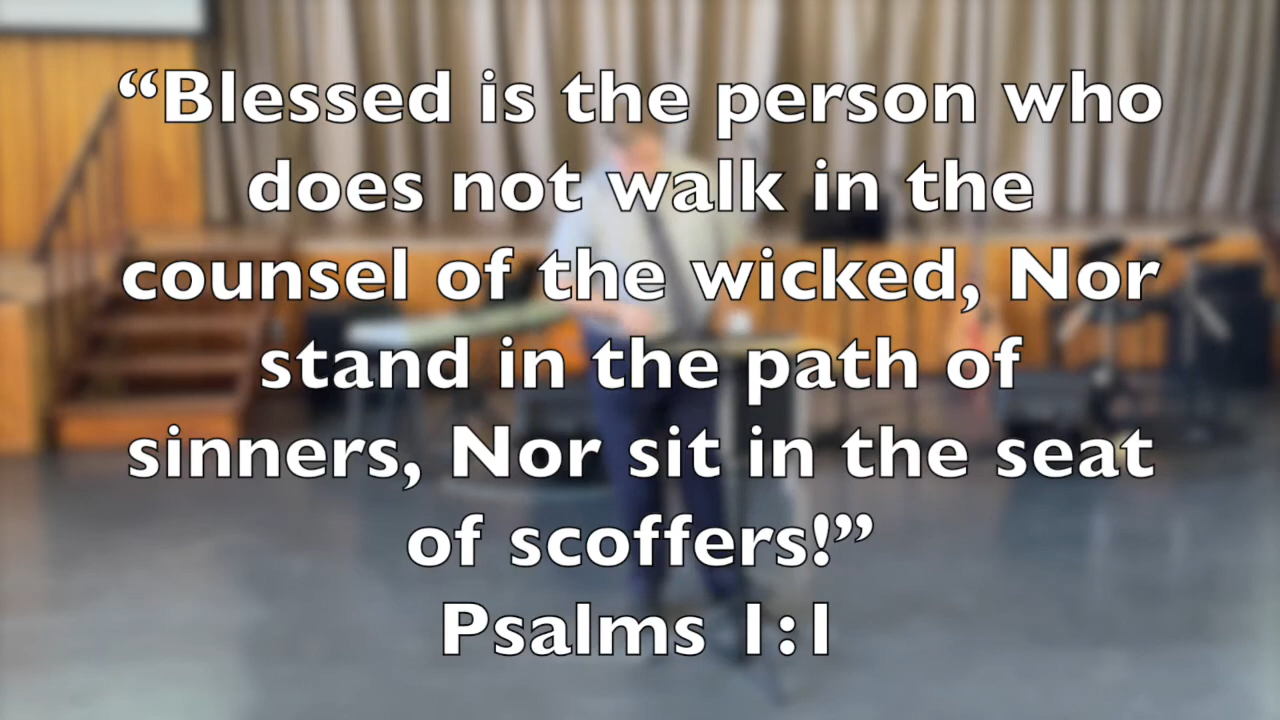 “Blessed is the person who
does not walk in the
counsel of the wicked, Nor
stand in the path of
sinners, Nor sit in the seat
of scoffers!”
Psalms 1:1